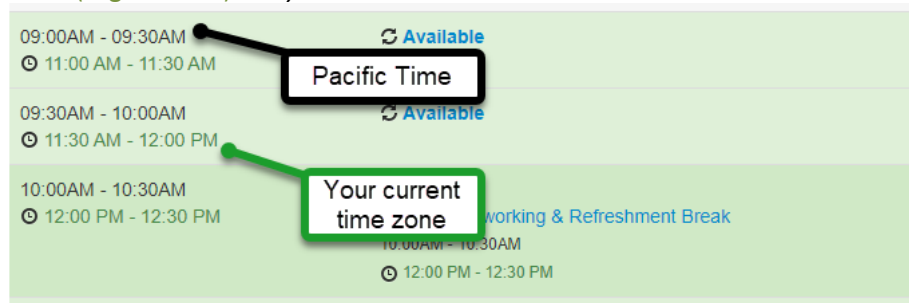 09:00AM - 09:30AM
Available
11:00 AM - 11:30 AM
Pacific Time
09:30AM - 10:00AM
Available
11:30 AM - 12:00 PM
10:00AM - 10:30AM
Your current
time zone
12:00 PM - 12:30 PM
& Refreshment Break
10:00AM - 10:30AM
12:00 PM - 12:30 PM